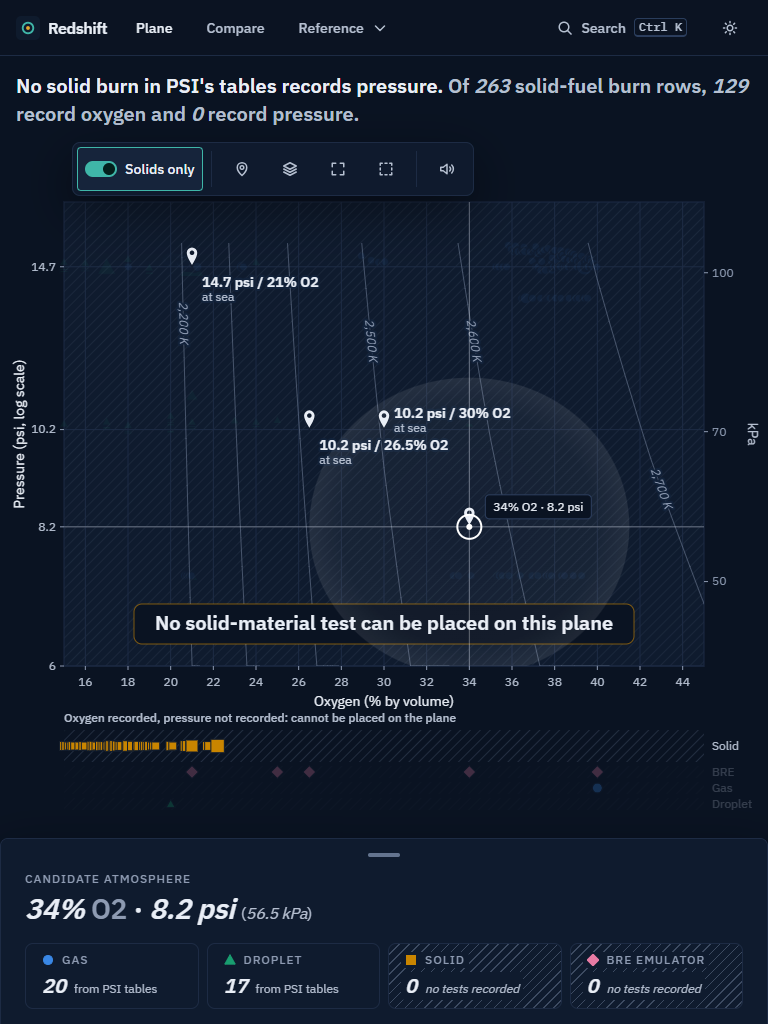 Redshift
Plane
Compare
Reference
Search
Ctrl K
No solid burn in PSI's tables records pressure. Of 263 solid-fuel burn rows, 129
record oxygen and 0 record pressure.
Solids only
14.7
10.2
8.2
6
Pressure (psi, log scale)
100
70
50
kPa
2,200 K
2,500 K
2,600 K
2,700 K
14.7 psi / 21% O2
at sea
10.2 psi / 30% O2
at sea
10.2 psi / 26.5% O2
at sea
34% O2 · 8.2 psi
No solid-material test can be placed on this plane
16 18 20 22 24 26 28 30 32 34 36 38 40 42 44
Oxygen (% by volume)
Oxygen recorded, pressure not recorded: cannot be placed on the plane
Solid
BRE
Gas
Droplet
CANDIDATE ATMOSPHERE
34% O2 · 8.2 psi (56.5 kPa)
GAS
20 from PSI tables
DROPLET
17 from PSI tables
SOLID
0 no tests recorded
BRE EMULATOR
0 no tests recorded